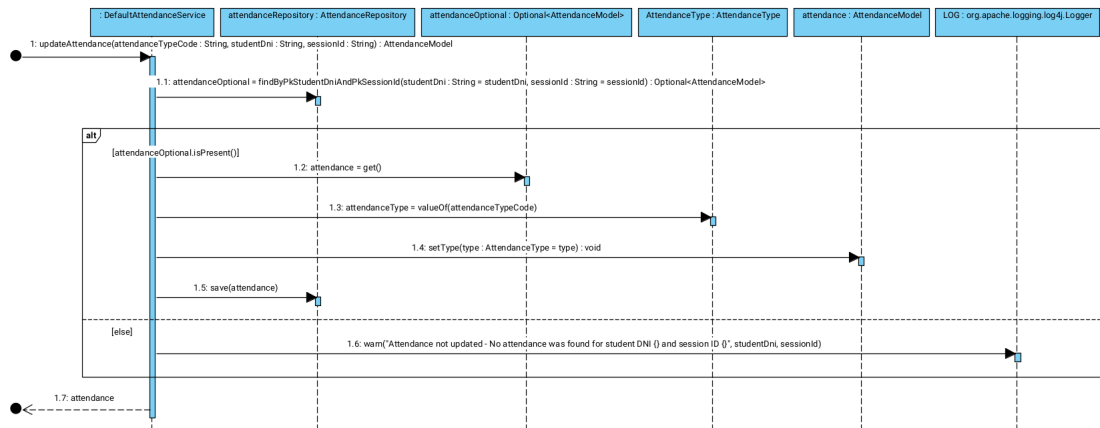 : DefaultAttendanceService
attendanceRepository : AttendanceRepository
attendanceOptional : Optional<AttendanceModel>
AttendanceType : AttendanceType
attendance : AttendanceModel
LOG : org.apache.logging.log4j.Logger
1: updateAttendance(attendanceTypeCode : String, studentDni : String, sessionId : String) : AttendanceModel
1.1: attendanceOptional = findByPkStudentDniAndPkSessionId(studentDni : String = studentDni, sessionId : String = sessionId) : Optional<AttendanceModel>
alt
[attendanceOptional.isPresent()]
1.2: attendance = get()
1.3: attendanceType = valueOf(attendanceTypeCode)
1.4: setType(type : AttendanceType = type) : void
1.5: save(attendance)
[else]
1.6: warn("Attendance not updated - No attendance was found for student DNI {} and session ID {}", studentDni, sessionId)
1.7: attendance